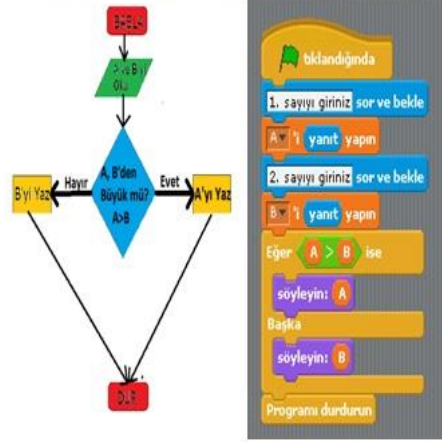 BAŞLA
A ve B'yi
Oku
A, B'den
Büyük mü?
A>B
Hayır
Evet
B'yi Yaz
A'yı Yaz
DUR
tıklandığında
1. sayıyı giriniz sor ve bekle
A 'i yanıt yapın
2. sayıyı giriniz sor ve bekle
B 'i yanıt yapın
Eğer A > B ise
söyleyin: A
Başka
söyleyin: B
Programı durdurun